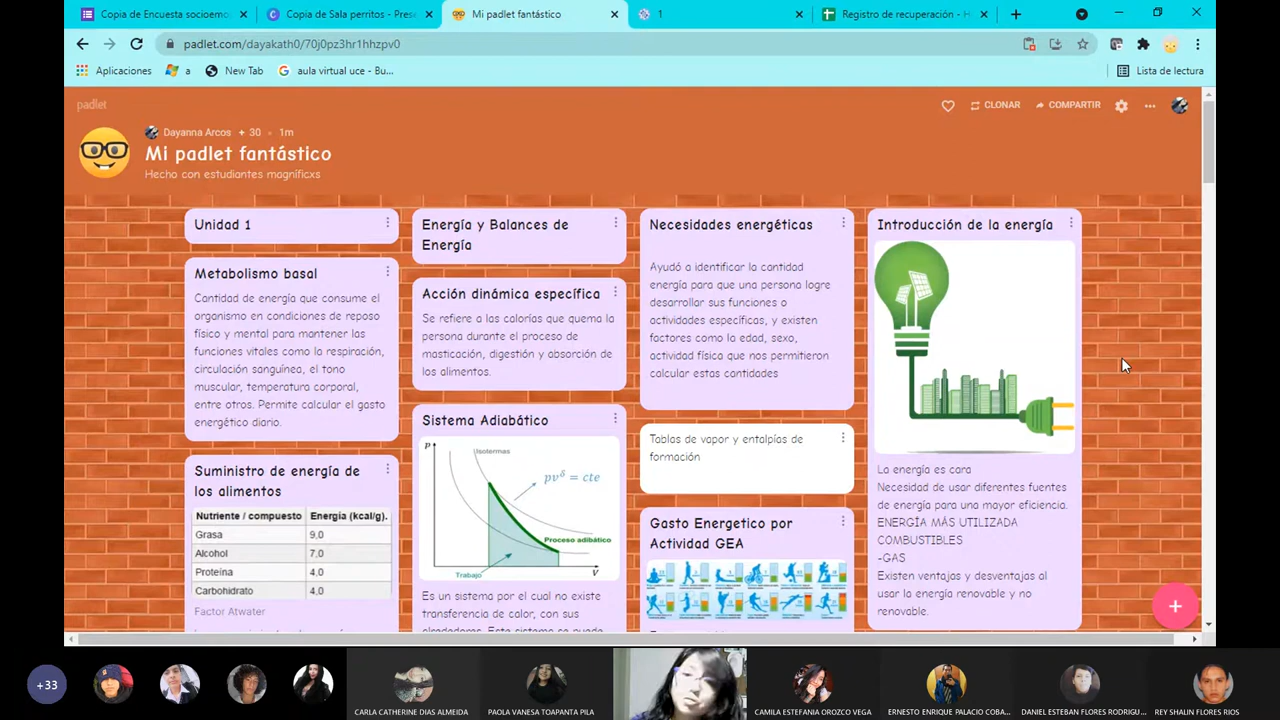 Copia de Encuesta socioemo
Copia de Sala perritos - Prese
Mi padlet fantástico
1
Registro de recuperación - H
padlet.com/dayakath0/70j0pz3hr1hhzpv0
Aplicaciones
a
New Tab
aula virtual uce - Bu...
Lista de lectura
padlet
CLONAR
COMPARTIR
Dayanna Arcos + 30 • 1m
Mi padlet fantástico
Hecho con estudiantes magníficxs
Unidad 1
Metabolismo basal
Cantidad de energía que consume el
organismo en condiciones de reposo
físico y mental para mantener las
funciones vitales como la respiración,
circulación sanguínea, el tono
muscular, temperatura corporal,
entre otros. Permite calcular el gasto
energético diario.
Suministro de energía de
los alimentos
Nutriente / compuesto Energía (kcal/g).
Grasa 9,0
Alcohol 7,0
Proteína 4,0
Carbohidrato 4,0
Factor Atwater
Energía y Balances de
Energía
Acción dinámica específica
Se refiere a las calorías que quema la
persona durante el proceso de
masticación, digestión y absorción de
los alimentos.
Sistema Adiabático
p
Isotermas
pv^δ = cte
Proceso adibático
Trabajo
V
Es un sistema por el cual no existe
transferencia de calor, con sus
Necesidades energéticas
Ayudó a identificar la cantidad
energía para que una persona logre
desarrollar sus funciones o
actividades específicas, y existen
factores como la edad, sexo,
actividad física que nos permitieron
calcular estas cantidades
Tablas de vapor y entalpías de
formación
Gasto Energetico por
Actividad GEA
Introducción de la energía
La energía es cara
Necesidad de usar diferentes fuentes
de energía para una mayor eficiencia.
ENERGÍA MÁS UTILIZADA
COMBUSTIBLES
-GAS
Existen ventajas y desventajas al
usar la energía renovable y no
renovable.
+33
CARLA CATHERINE DIAS ALMEIDA
PAOLA VANESA TOAPANTA PILA
CAMILA ESTEFANIA OROZCO VEGA
ERNESTO ENRIQUE PALACIO COBA...
DANIEL ESTEBAN FLORES RODRIGU...
REY SHALIN FLORES RIOS